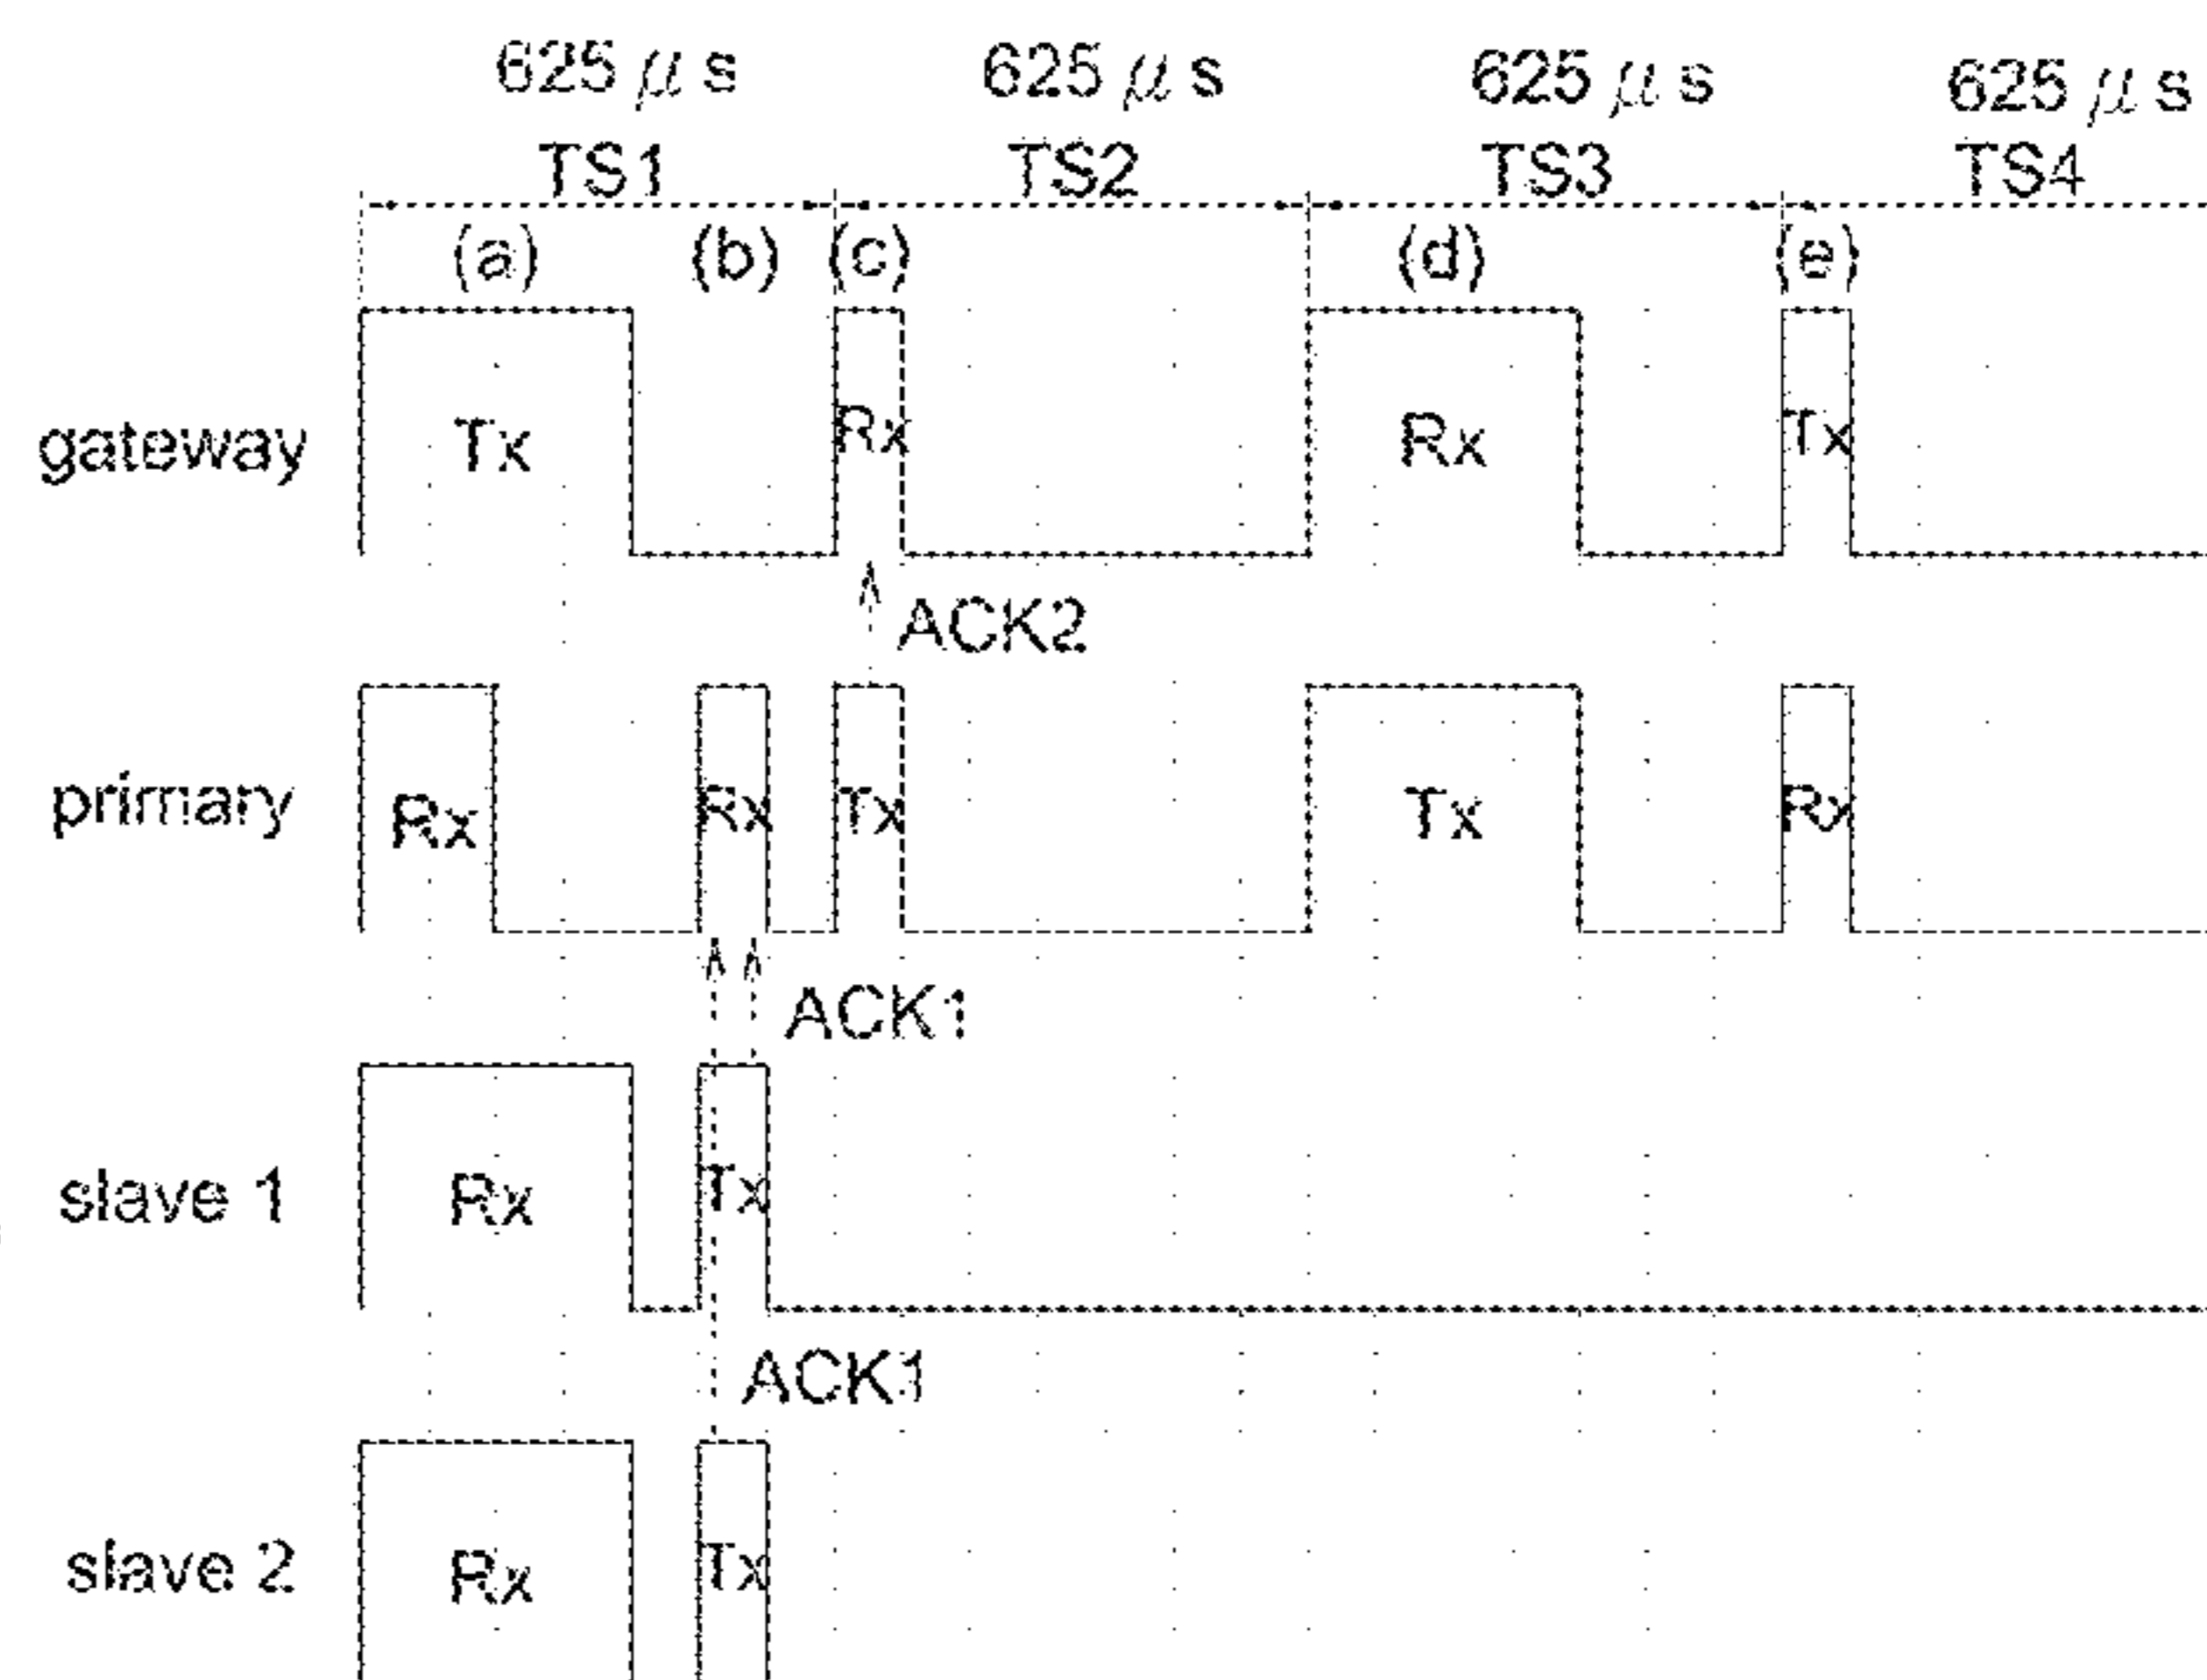 625 μs 625 μs 625 μs 625 μs
TS1 TS2 TS3 TS4
(a) (b) (c) (d) (e)
gateway Tx Rx Rx Tx
ACK2
primary Rx Rx Tx Tx Rx
ACK1
slave 1 Rx Tx
ACK1
slave 2 Rx Tx